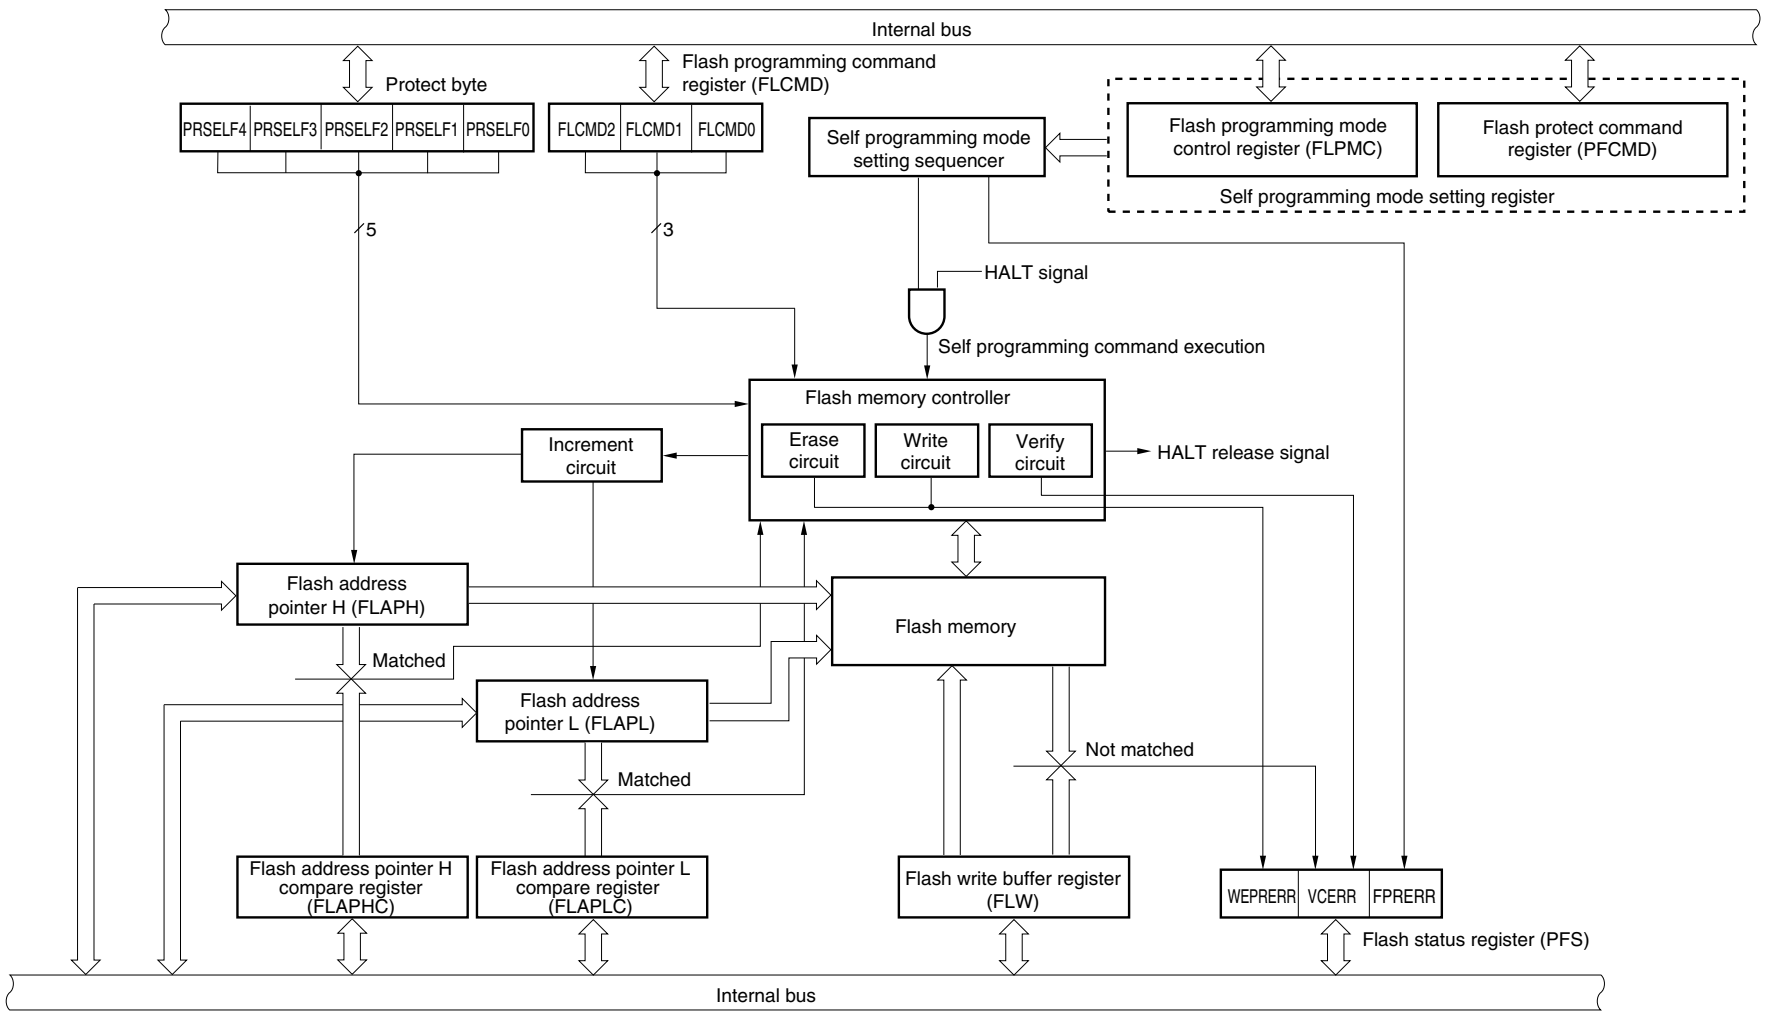 Internal bus
Protect byte
Flash programming command
register (FLCMD)
PRSELF4 PRSELF3 PRSELF2 PRSELF1 PRSELF0
FLCMD2 FLCMD1 FLCMD0
Self programming mode
setting sequencer
Flash programming mode
control register (FLPMC)
Flash protect command
register (PFCMD)
Self programming mode setting register
5
3
HALT signal
Self programming command execution
Flash memory controller
Erase
circuit
Write
circuit
Verify
circuit
HALT release signal
Increment
circuit
Flash address
pointer H (FLAPH)
Flash memory
Matched
Flash address
pointer L (FLAPL)
Matched
Not matched
Flash address pointer H
compare register
(FLAPHC)
Flash address pointer L
compare register
(FLAPLC)
Flash write buffer register
(FLW)
WEPRERR VCERR FPRERR
Flash status register (PFS)
Internal bus